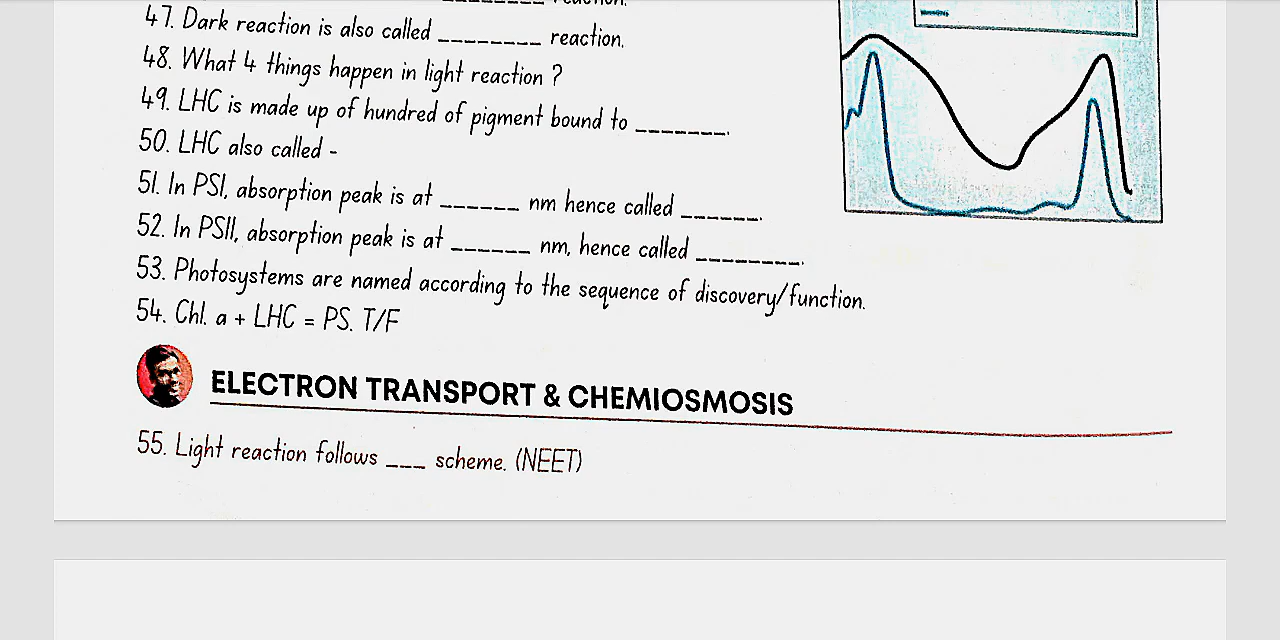 47. Dark reaction is also called ________ reaction.
48. What 4 things happen in light reaction ?
49. LHC is made up of hundred of pigment bound to _______.
50. LHC also called -
51. In PSI, absorption peak is at ______ nm hence called ______.
52. In PSII, absorption peak is at ______ nm, hence called ________.
53. Photosystems are named according to the sequence of discovery/function.
54. Chl. a + LHC = PS. T/F
ELECTRON TRANSPORT & CHEMIOSMOSIS
55. Light reaction follows ___ scheme. (NEET)